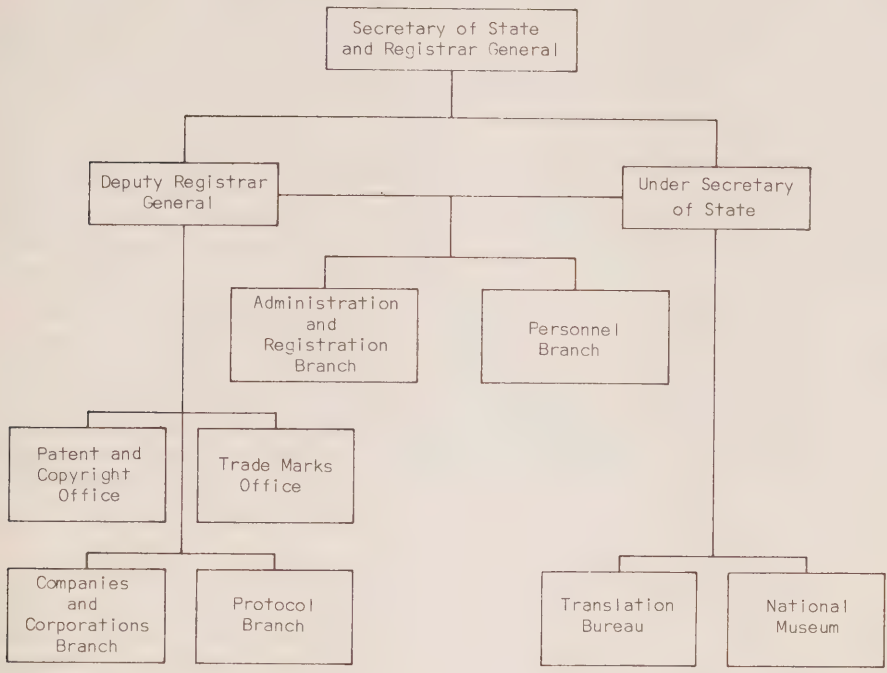 Secretary of State
and Registrar General
Deputy Registrar
General
Under Secretary
of State
Administration
and
Registration
Branch
Personnel
Branch
Patent and
Copyright
Office
Trade Marks
Office
Companies
and
Corporations
Branch
Protocol
Branch
Translation
Bureau
National
Museum